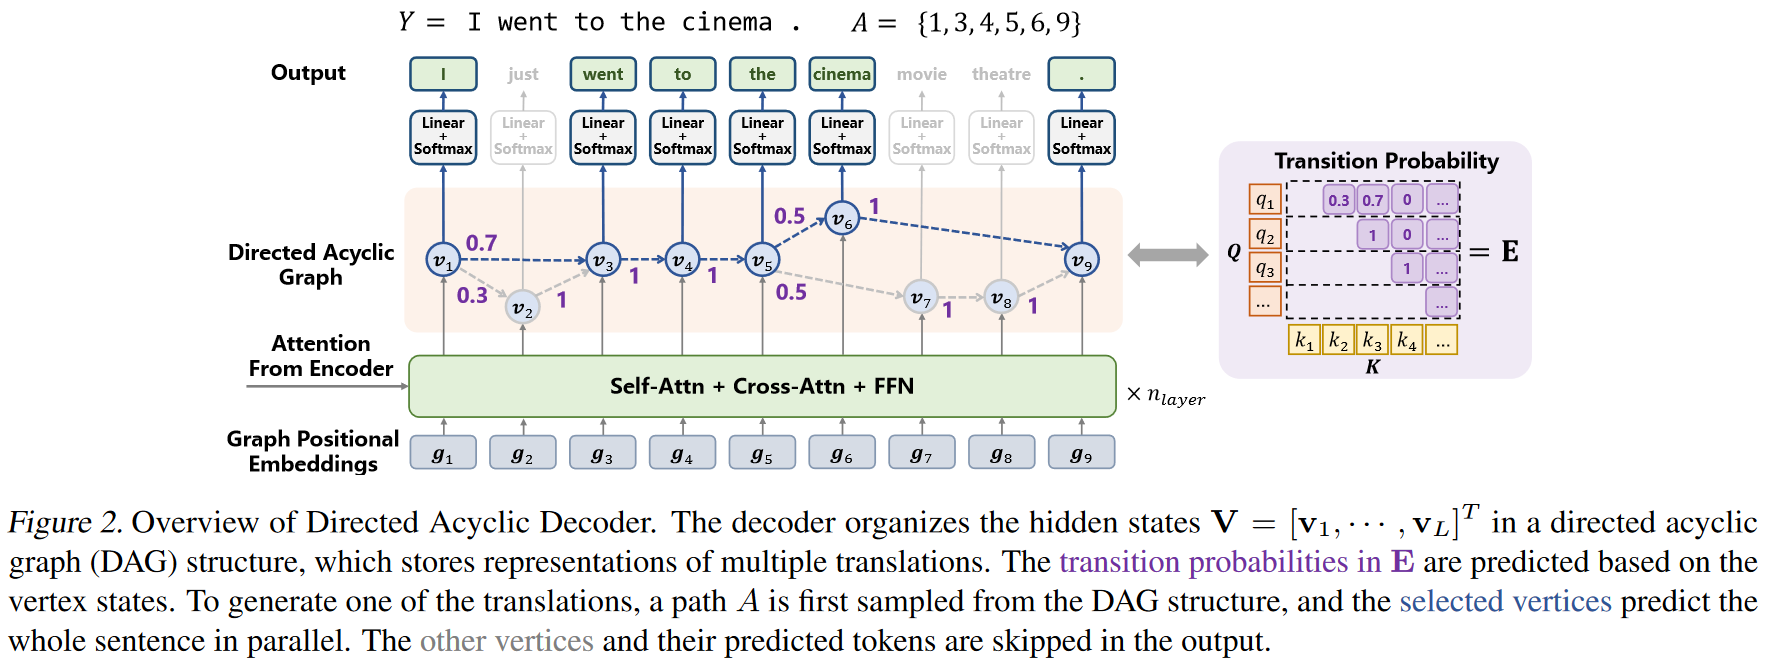 Y = I went to the cinema . A = {1,3,4,5,6,9}
Output
I just went to the cinema movie theatre .
Linear + Softmax Linear + Softmax Linear + Softmax Linear + Softmax Linear + Softmax Linear + Softmax Linear + Softmax Linear + Softmax Linear + Softmax
Directed Acyclic
Graph
v1 v2 v3 v4 v5 v6 v7 v8 v9
0.7 0.3 1 1 1 0.5 0.5 1 1 1
Attention
From Encoder
Self-Attn + Cross-Attn + FFN
× n_layer
Graph Positional
Embeddings
g1 g2 g3 g4 g5 g6 g7 g8 g9
Transition Probability
q1 0.3 0.7 0 ...
q2 1 0 ...
q3 1 ...
... ...
Q
= E
k1 k2 k3 k4 ...
K
Figure 2. Overview of Directed Acyclic Decoder. The decoder organizes the hidden states V = [v1, ⋯ , vL]^T in a directed acyclic
graph (DAG) structure, which stores representations of multiple translations. The transition probabilities in E are predicted based on the
vertex states. To generate one of the translations, a path A is first sampled from the DAG structure, and the selected vertices predict the
whole sentence in parallel. The other vertices and their predicted tokens are skipped in the output.